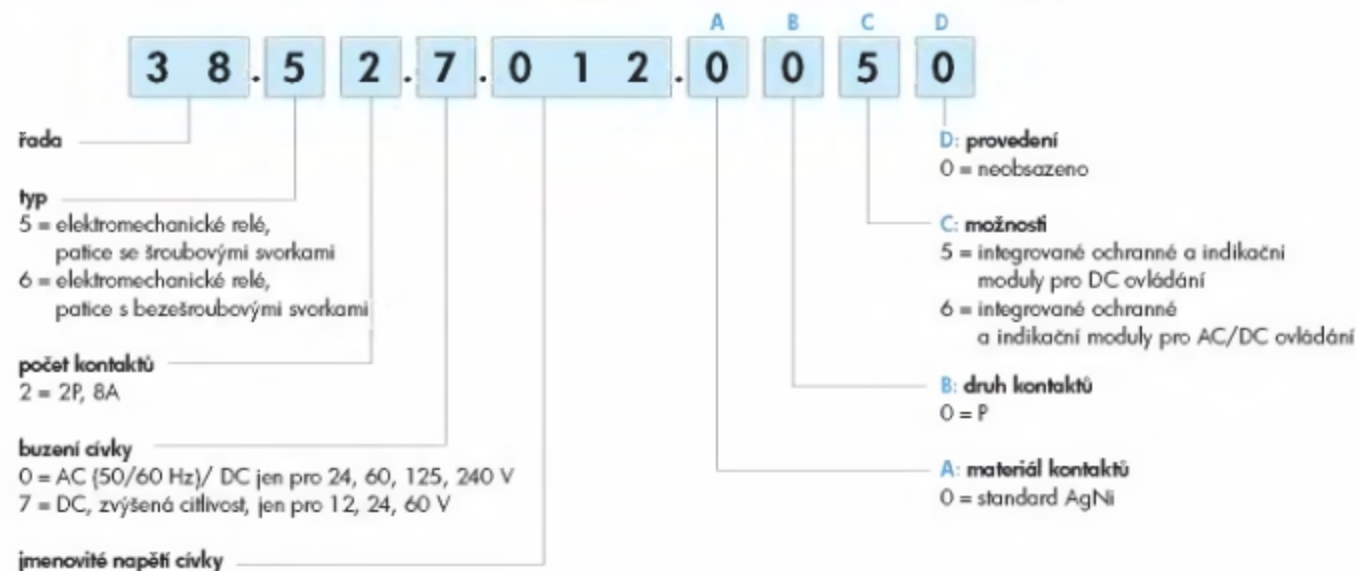 A B C D
3 8 . 5 2 . 7 . 0 1 2 . 0 0 5 0
řada
typ
5 = elektromechanické relé,
patice se šroubovými svorkami
6 = elektromechanické relé,
patice s bezešroubovými svorkami
počet kontaktů
2 = 2P, 8A
buzení cívky
0 = AC (50/60 Hz)/ DC jen pro 24, 60, 125, 240 V
7 = DC, zvýšená citlivost, jen pro 12, 24, 60 V
jmenovité napětí cívky
D: provedení
0 = neobsazeno
C: možnosti
5 = integrované ochranné a indikační
moduly pro DC ovládání
6 = integrované ochranné
a indikační moduly pro AC/DC ovládání
B: druh kontaktů
0 = P
A: materiál kontaktů
0 = standard AgNi